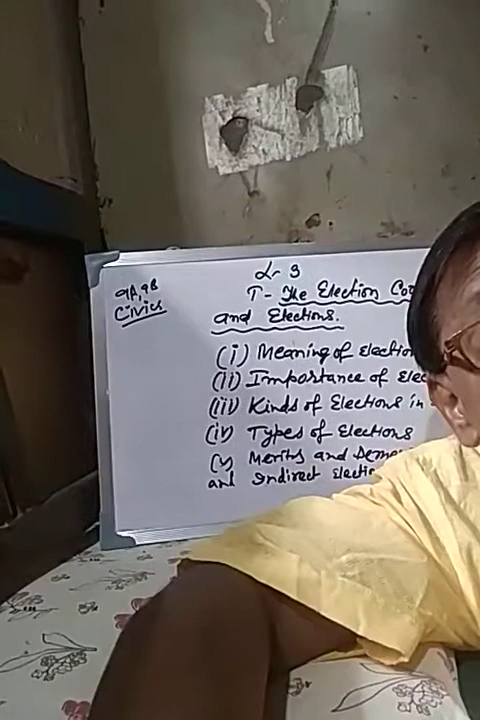 L-3
9A, 9B
Civics
T- The Election
and Elections.
(i) Meaning of Election
(ii) Importance of
(iii) Kinds of Elections in
(iv) Types of Elections
(v) Merits and
and Indirect